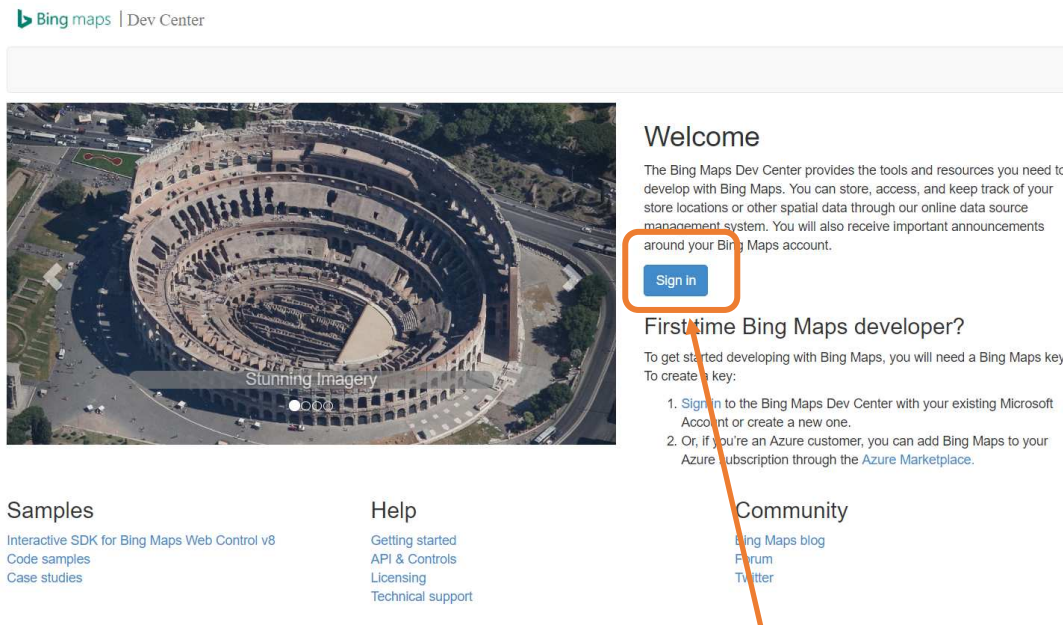 Bing maps | Dev Center
Welcome
The Bing Maps Dev Center provides the tools and resources you need to
develop with Bing Maps. You can store, access, and keep track of your
store locations or other spatial data through our online data source
management system. You will also receive important announcements
around your Bing Maps account.
Sign in
Stunning Imagery
First time Bing Maps developer?
To get started developing with Bing Maps, you will need a Bing Maps key
To create a key:
1. Sign in to the Bing Maps Dev Center with your existing Microsoft
Account or create a new one.
2. Or, if you're an Azure customer, you can add Bing Maps to your
Azure subscription through the Azure Marketplace.
Samples
Interactive SDK for Bing Maps Web Control v8
Code samples
Case studies
Help
Getting started
API & Controls
Licensing
Technical support
Community
Bing Maps blog
Forum
Twitter